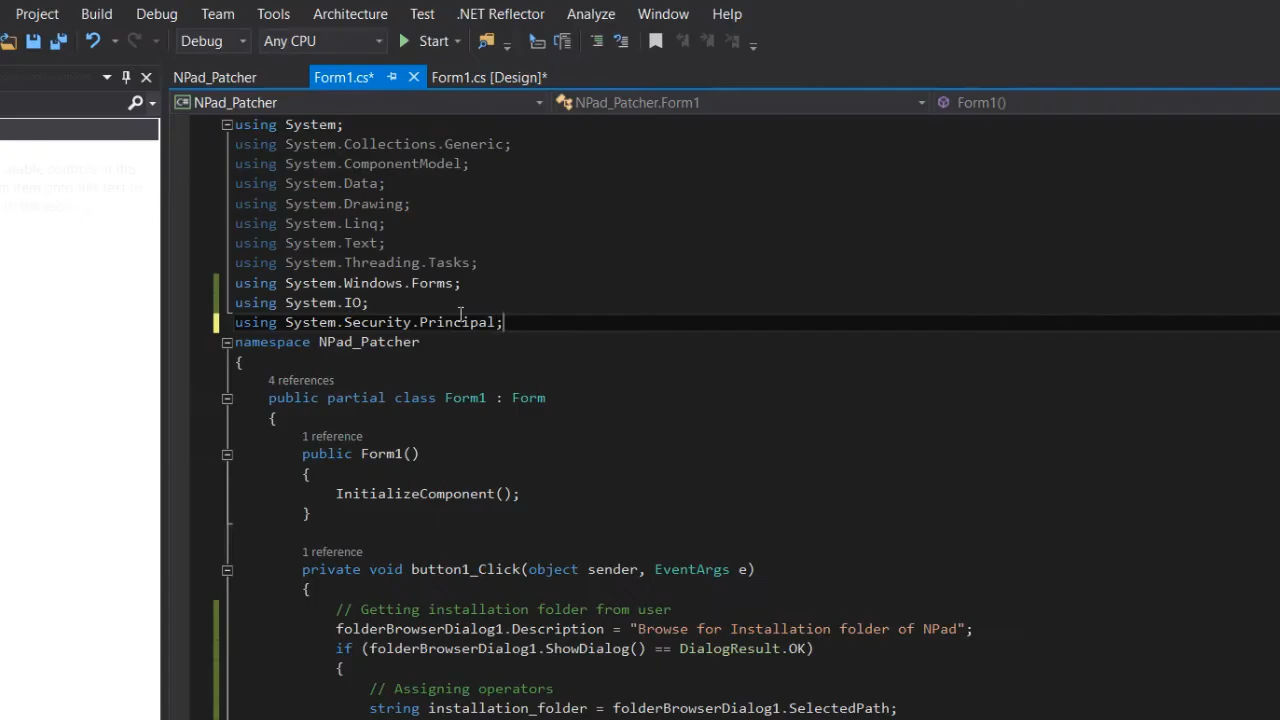 Project Build Debug Team Tools Architecture Test .NET Reflector Analyze Window Help
Debug Any CPU Start
NPad_Patcher Form1.cs* Form1.cs [Design]*
NPad_Patcher NPad_Patcher.Form1 Form1()
using System;
using System.Collections.Generic;
using System.ComponentModel;
using System.Data;
using System.Drawing;
using System.Linq;
using System.Text;
using System.Threading.Tasks;
using System.Windows.Forms;
using System.IO;
using System.Security.Principal;
namespace NPad_Patcher
{
4 references
public partial class Form1 : Form
{
1 reference
public Form1()
{
InitializeComponent();
}
1 reference
private void button1_Click(object sender, EventArgs e)
{
// Getting installation folder from user
folderBrowserDialog1.Description = "Browse for Installation folder of NPad";
if (folderBrowserDialog1.ShowDialog() == DialogResult.OK)
{
// Assigning operators
string installation_folder = folderBrowserDialog1.SelectedPath;